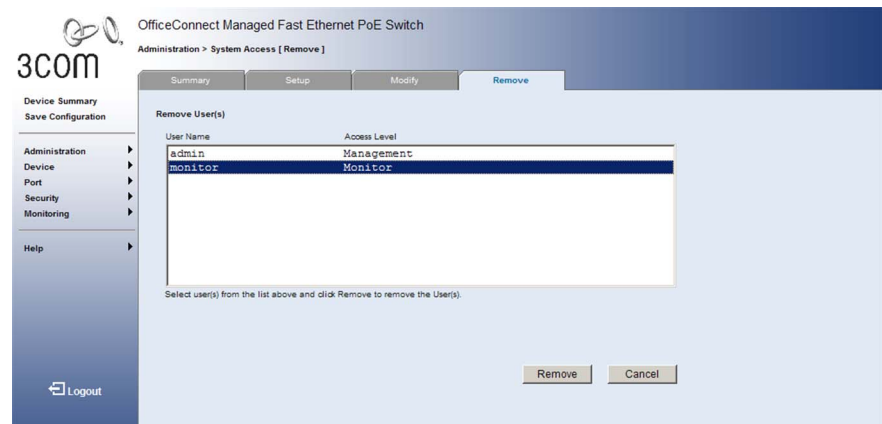 3COM
OfficeConnect Managed Fast Ethernet PoE Switch
Administration > System Access [ Remove ]
Summary Setup Modify Remove
Device Summary
Save Configuration
Administration
Device
Port
Security
Monitoring
Help
Logout
Remove User(s)
User Name Access Level
admin Management
monitor Monitor
Select user(s) from the list above and click Remove to remove the User(s).
Remove Cancel